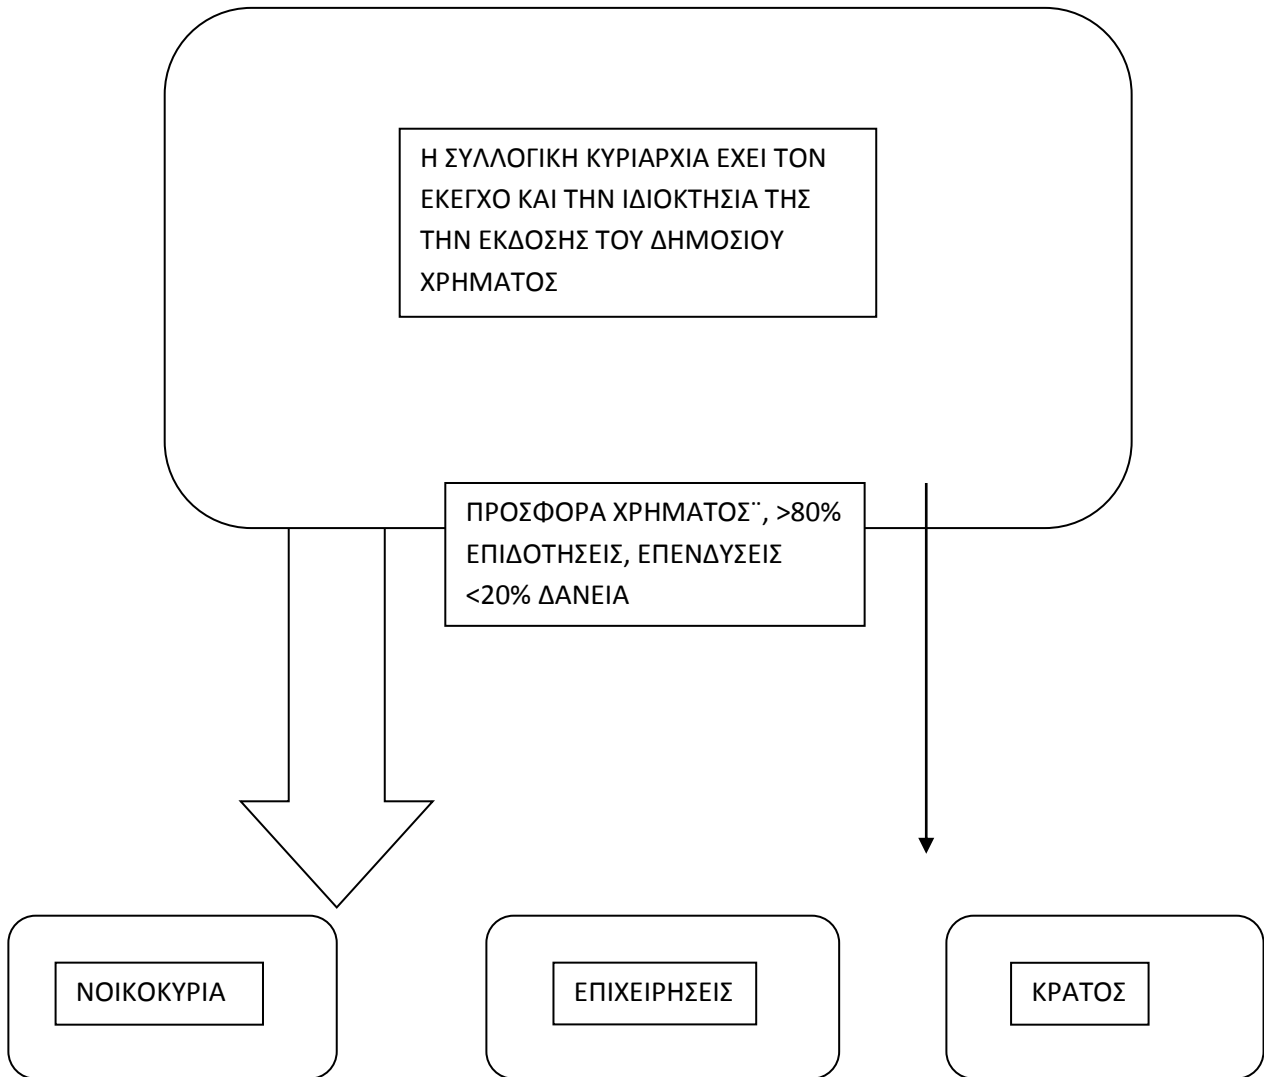 Η ΣΥΛΛΟΓΙΚΗ ΚΥΡΙΑΡΧΙΑ ΕΧΕΙ ΤΟΝ
ΕΚΕΓΧΟ ΚΑΙ ΤΗΝ ΙΔΙΟΚΤΗΣΙΑ ΤΗΣ
ΤΗΝ ΕΚΔΟΣΗΣ ΤΟΥ ΔΗΜΟΣΙΟΥ
ΧΡΗΜΑΤΟΣ
ΠΡΟΣΦΟΡΑ ΧΡΗΜΑΤΟΣ¨, >80%
ΕΠΙΔΟΤΗΣΕΙΣ, ΕΠΕΝΔΥΣΕΙΣ
<20% ΔΑΝΕΙΑ
ΝΟΙΚΟΚΥΡΙΑ
ΕΠΙΧΕΙΡΗΣΕΙΣ
ΚΡΑΤΟΣ